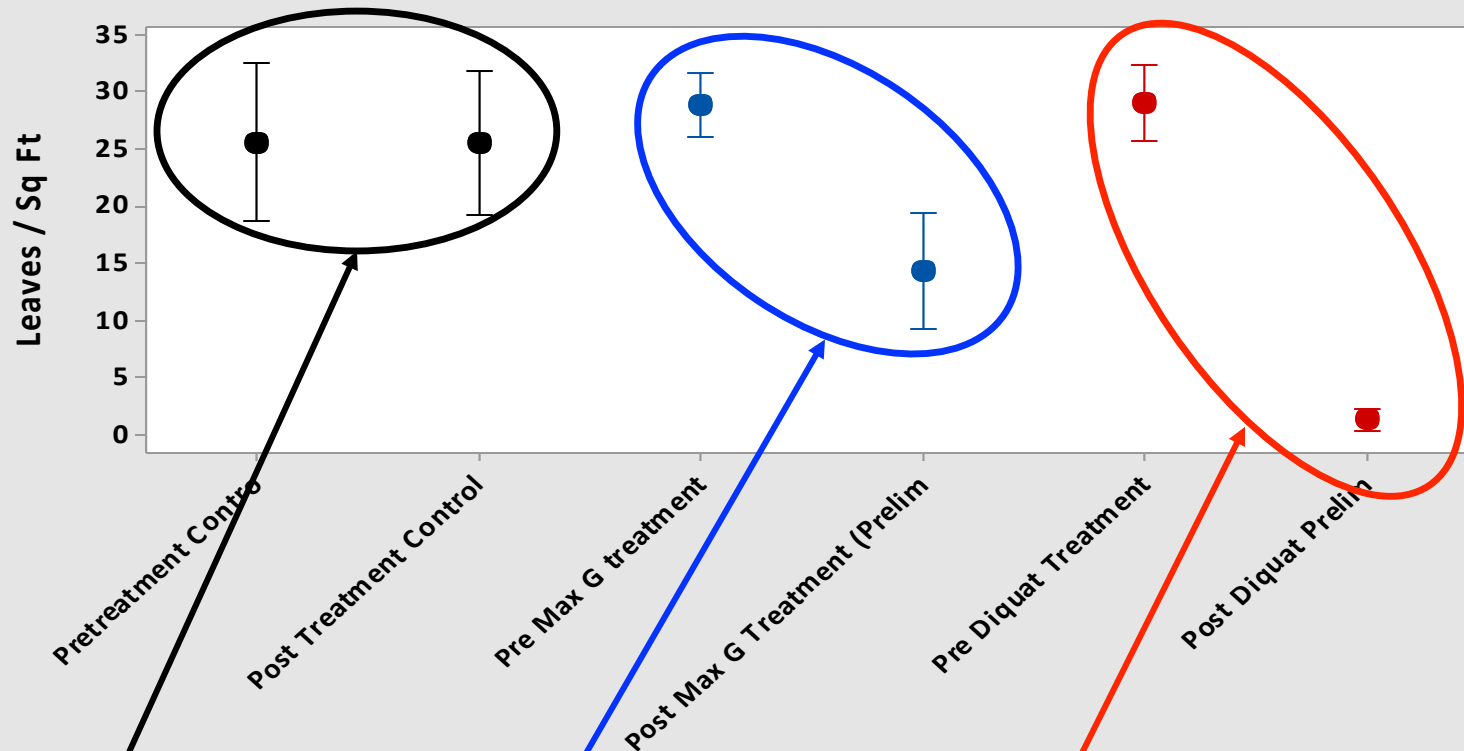 Leaves / Sq Ft
35
30
25
20
15
10
5
0
Pretreatment Contro
Post Treatment Control
Pre Max G treatment
Post Max G Treatment (Prelim
Pre Diquat Treatment
Post Diquat Prelim